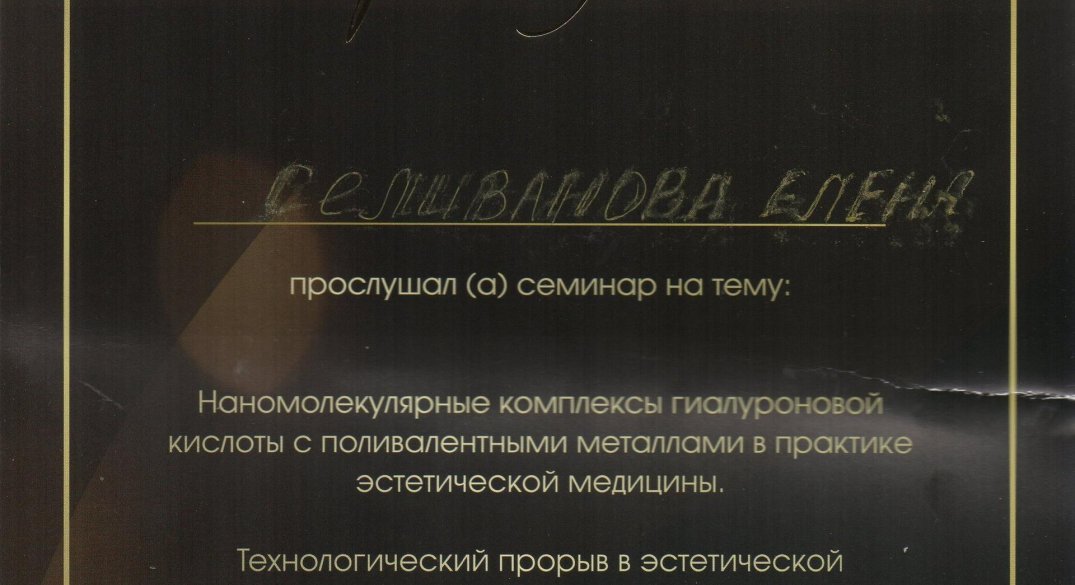 Селиванова Елена
прослушал (а) семинар на тему:
Наномолекулярные комплексы гиалуроновой
кислоты с поливалентными металлами в практике
эстетической медицины.
Технологический прорыв в эстетической